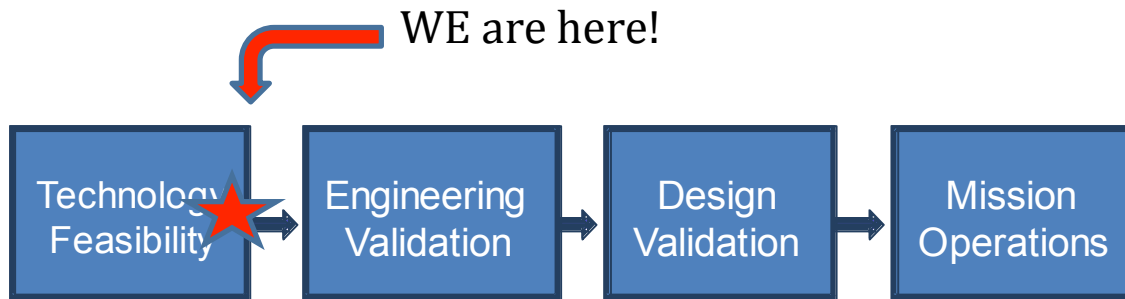 WE are here!
Technology
Feasibility
Engineering
Validation
Design
Validation
Mission
Operations